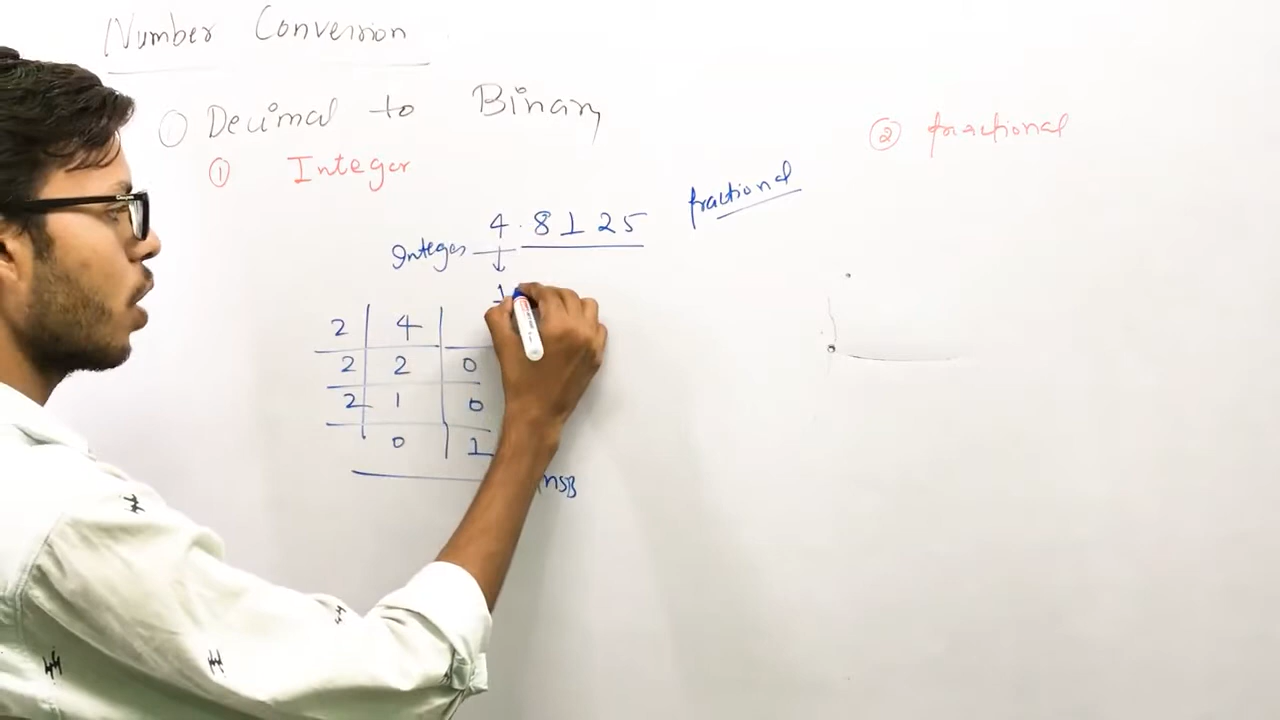 Number Conversion
① Decimal to Binary
② fractional
① Integer
fractional
4.8125
Integer
1
2 4
2 2 0
2 1 0
0 1
MSB